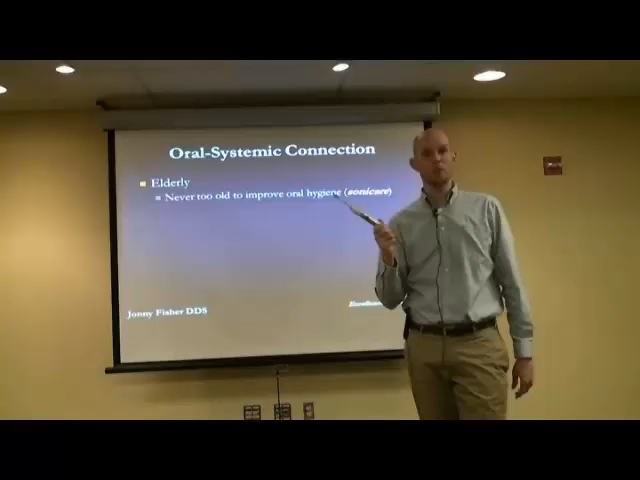 Oral-Systemic Connection
Elderly
Never too old to improve oral hygiene (sonicare)
Jonny Fisher DDS